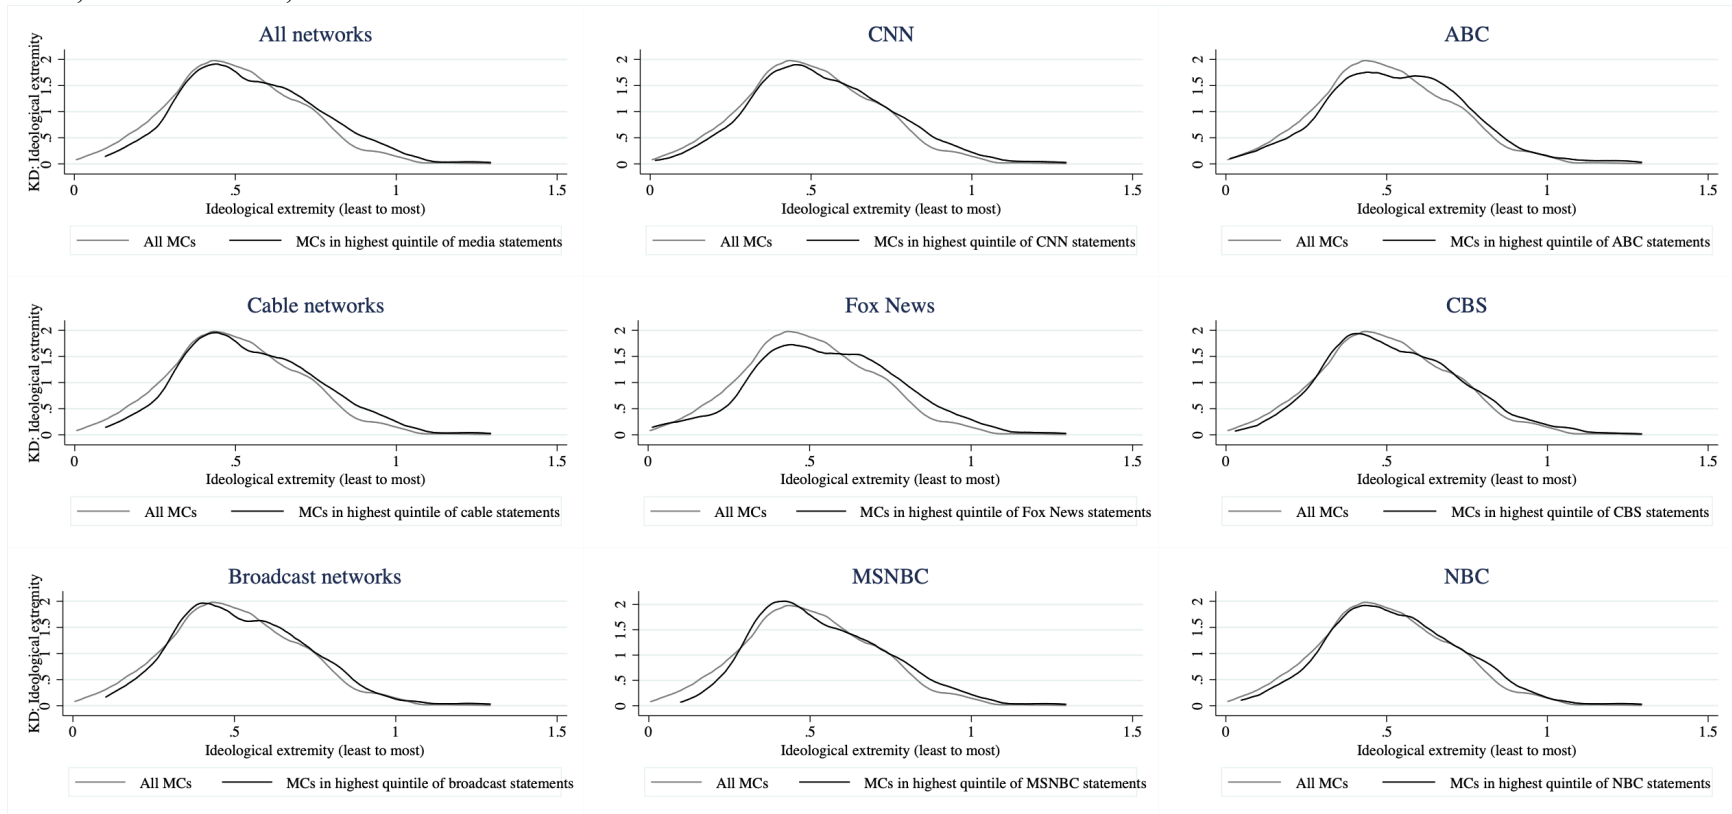 All networks
KD: Ideological extremity
0 .5 1 1.5 2
0 .5 1 1.5
Ideological extremity (least to most)
All MCs MCs in highest quintile of media statements
CNN
0 .5 1 1.5 2
0 .5 1 1.5
Ideological extremity (least to most)
All MCs MCs in highest quintile of CNN statements
ABC
0 .5 1 1.5 2
0 .5 1 1.5
Ideological extremity (least to most)
All MCs MCs in highest quintile of ABC statements
Cable networks
KD: Ideological extremity
0 .5 1 1.5 2
0 .5 1 1.5
Ideological extremity (least to most)
All MCs MCs in highest quintile of cable statements
Fox News
0 .5 1 1.5 2
0 .5 1 1.5
Ideological extremity (least to most)
All MCs MCs in highest quintile of Fox News statements
CBS
0 .5 1 1.5 2
0 .5 1 1.5
Ideological extremity (least to most)
All MCs MCs in highest quintile of CBS statements
Broadcast networks
KD: Ideological extremity
0 .5 1 1.5 2
0 .5 1 1.5
Ideological extremity (least to most)
All MCs MCs in highest quintile of broadcast statements
MSNBC
0 .5 1 1.5 2
0 .5 1 1.5
Ideological extremity (least to most)
All MCs MCs in highest quintile of MSNBC statements
NBC
0 .5 1 1.5 2
0 .5 1 1.5
Ideological extremity (least to most)
All MCs MCs in highest quintile of NBC statements